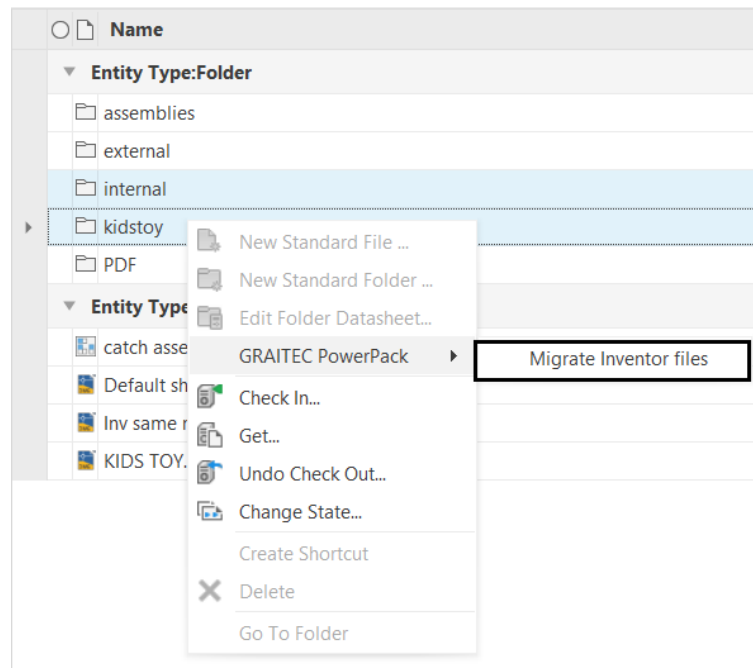 Name
Entity Type:Folder
assemblies
external
internal
kidstoy
PDF
Entity Type
catch asse
Default sh
Inv same r
KIDS TOY.
New Standard File ...
New Standard Folder ...
Edit Folder Datasheet...
GRAITEC PowerPack
Migrate Inventor files
Check In...
Get...
Undo Check Out...
Change State...
Create Shortcut
Delete
Go To Folder